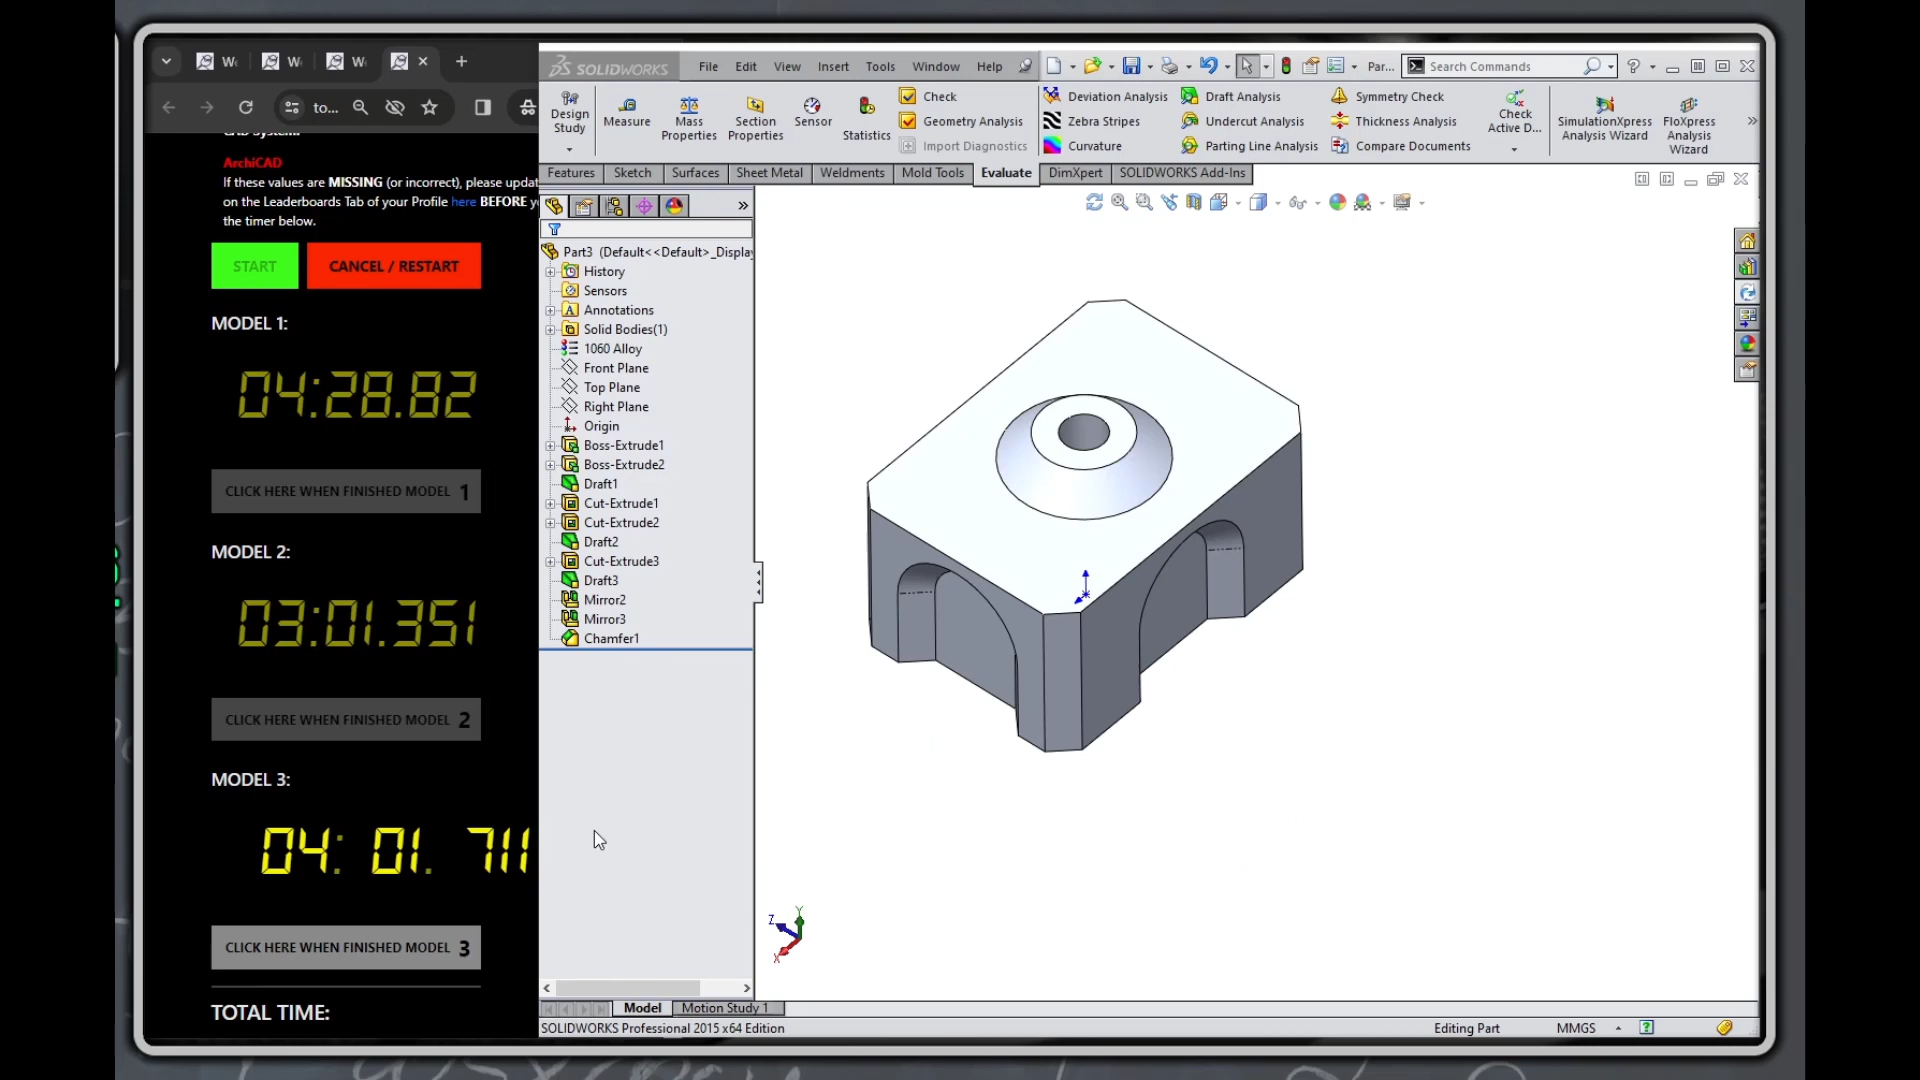 W
W
W
to...
ArchiCAD
If these values are MISSING (or incorrect), please updat
on the Leaderboards Tab of your Profile here BEFORE y
the timer below.
START
CANCEL / RESTART
MODEL 1:
04:28.82
CLICK HERE WHEN FINISHED MODEL 1
MODEL 2:
03:01.351
CLICK HERE WHEN FINISHED MODEL 2
MODEL 3:
04: 01. 711
CLICK HERE WHEN FINISHED MODEL 3
TOTAL TIME:
SOLIDWORKS
File Edit View Insert Tools Window Help
Par...
Search Commands
Design Study
Measure
Mass Properties
Section Properties
Sensor
Statistics
Check
Geometry Analysis
Import Diagnostics
Deviation Analysis
Zebra Stripes
Curvature
Draft Analysis
Undercut Analysis
Parting Line Analysis
Symmetry Check
Thickness Analysis
Compare Documents
Check Active D...
SimulationXpress Analysis Wizard
FloXpress Analysis Wizard
Features Sketch Surfaces Sheet Metal Weldments Mold Tools Evaluate DimXpert SOLIDWORKS Add-Ins
Part3 (Default<<Default>_Display
History
Sensors
Annotations
Solid Bodies(1)
1060 Alloy
Front Plane
Top Plane
Right Plane
Origin
Boss-Extrude1
Boss-Extrude2
Draft1
Cut-Extrude1
Cut-Extrude2
Draft2
Cut-Extrude3
Draft3
Mirror2
Mirror3
Chamfer1
Y
Z
X
Model
Motion Study 1
SOLIDWORKS Professional 2015 x64 Edition
Editing Part
MMGS